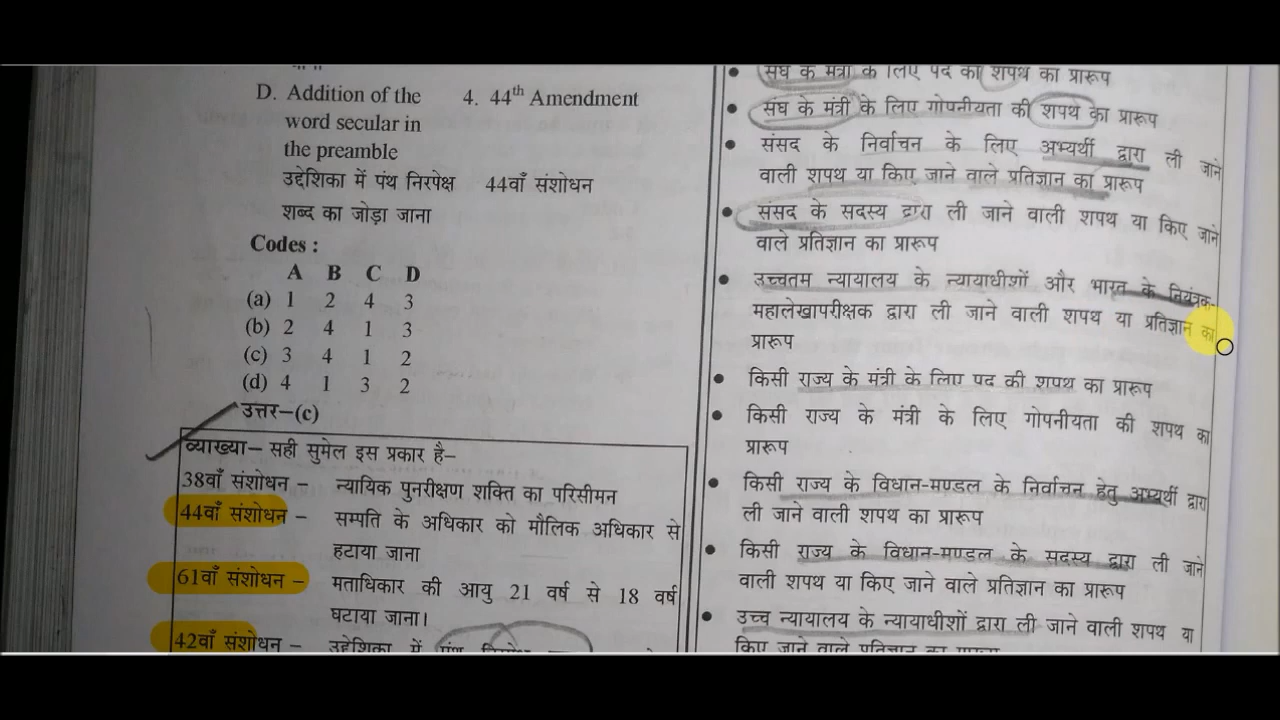 D. Addition of the 4. 44th Amendment
word secular in
the preamble
उद्देशिका में पंथ निरपेक्ष 44वाँ संशोधन
शब्द का जोड़ा जाना
Codes :
A B C D
(a) 1 2 4 3
(b) 2 4 1 3
(c) 3 4 1 2
(d) 4 1 3 2
उत्तर–(c)
व्याख्या– सही सुमेल इस प्रकार है–
38वाँ संशोधन – न्यायिक पुनरीक्षण शक्ति का परिसीमन
44वाँ संशोधन – सम्पति के अधिकार को मौलिक अधिकार से
हटाया जाना
61वाँ संशोधन – मताधिकार की आयु 21 वर्ष से 18 वर्ष
घटाया जाना।
42वाँ संशोधन – उद्देशिका में
• संघ के मंत्री के लिए पद की शपथ का प्रारूप
• संघ के मंत्री के लिए गोपनीयता की शपथ का प्रारूप
• संसद के निर्वाचन के लिए अभ्यर्थी द्वारा ली जाने
वाली शपथ या किए जाने वाले प्रतिज्ञान का प्रारूप
• संसद के सदस्य द्वारा ली जाने वाली शपथ या किए जाने
वाले प्रतिज्ञान का प्रारूप
• उच्चतम न्यायालय के न्यायाधीशों और भारत के नियंत्रक-
महालेखापरीक्षक द्वारा ली जाने वाली शपथ या प्रतिज्ञान का
प्रारूप
• किसी राज्य के मंत्री के लिए पद की शपथ का प्रारूप
• किसी राज्य के मंत्री के लिए गोपनीयता की शपथ का
प्रारूप
• किसी राज्य के विधान-मण्डल के निर्वाचन हेतु अभ्यर्थी द्वारा
ली जाने वाली शपथ का प्रारूप
• किसी राज्य के विधान-मण्डल के सदस्य द्वारा ली जाने
वाली शपथ या किए जाने वाले प्रतिज्ञान का प्रारूप
• उच्च न्यायालय के न्यायाधीशों द्वारा ली जाने वाली शपथ या
किए जाने वाले प्रतिज्ञान का प्रारूप